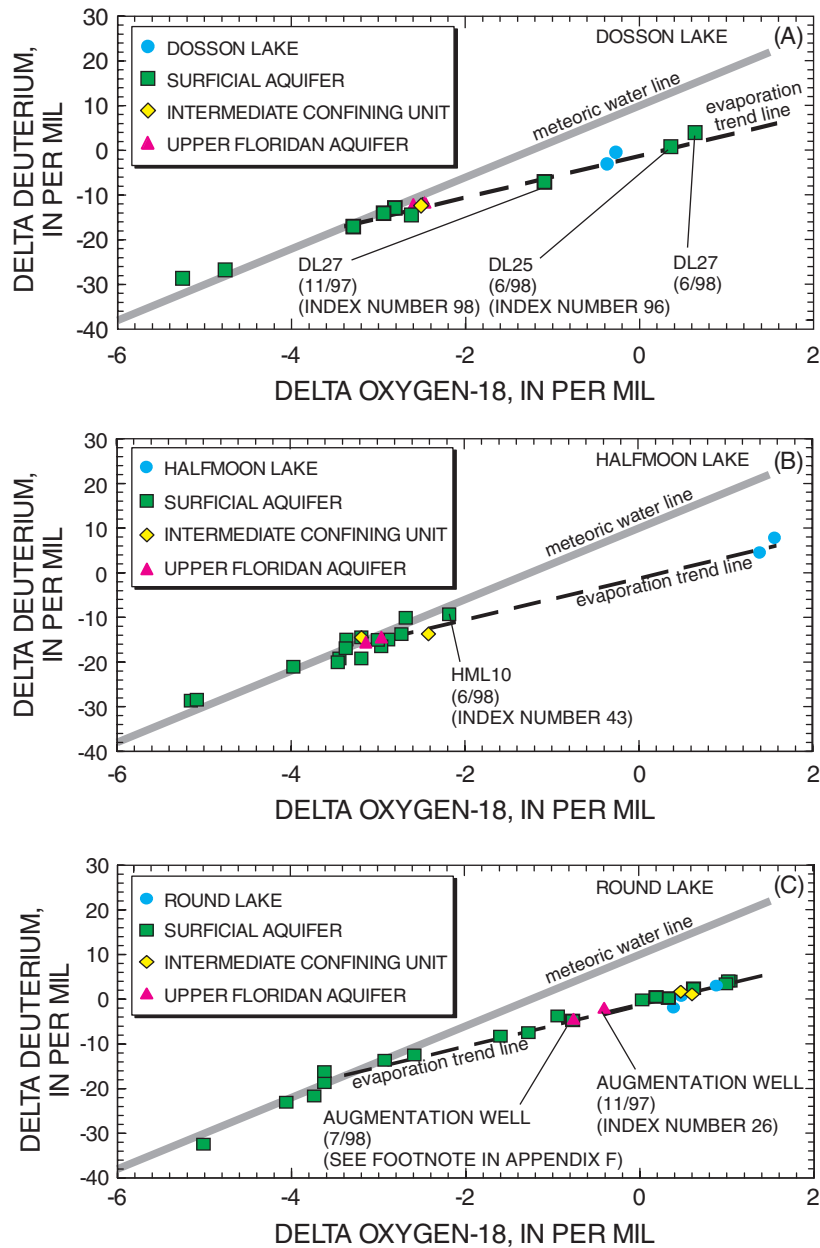 (A)
DOSSON LAKE
DOSSON LAKE
SURFICIAL AQUIFER
INTERMEDIATE CONFINING UNIT
UPPER FLORIDAN AQUIFER
meteoric water line
evaporation
trend line
DL27
(11/97)
(INDEX NUMBER 98)
DL25
(6/98)
(INDEX NUMBER 96)
DL27
(6/98)
30
20
10
0
-10
-20
-30
-40
DELTA DEUTERIUM,
IN PER MIL
-6 -4 -2 0 2
DELTA OXYGEN-18, IN PER MIL
(B)
HALFMOON LAKE
HALFMOON LAKE
SURFICIAL AQUIFER
INTERMEDIATE CONFINING UNIT
UPPER FLORIDAN AQUIFER
meteoric water line
evaporation trend line
HML10
(6/98)
(INDEX NUMBER 43)
30
20
10
0
-10
-20
-30
-40
DELTA DEUTERIUM,
IN PER MIL
-6 -4 -2 0 2
DELTA OXYGEN-18, IN PER MIL
(C)
ROUND LAKE
ROUND LAKE
SURFICIAL AQUIFER
INTERMEDIATE CONFINING UNIT
UPPER FLORIDAN AQUIFER
meteoric water line
evaporation trend line
AUGMENTATION WELL
(7/98)
(SEE FOOTNOTE IN APPENDIX F)
AUGMENTATION WELL
(11/97)
(INDEX NUMBER 26)
30
20
10
0
-10
-20
-30
-40
DELTA DEUTERIUM,
IN PER MIL
-6 -4 -2 0 2
DELTA OXYGEN-18, IN PER MIL